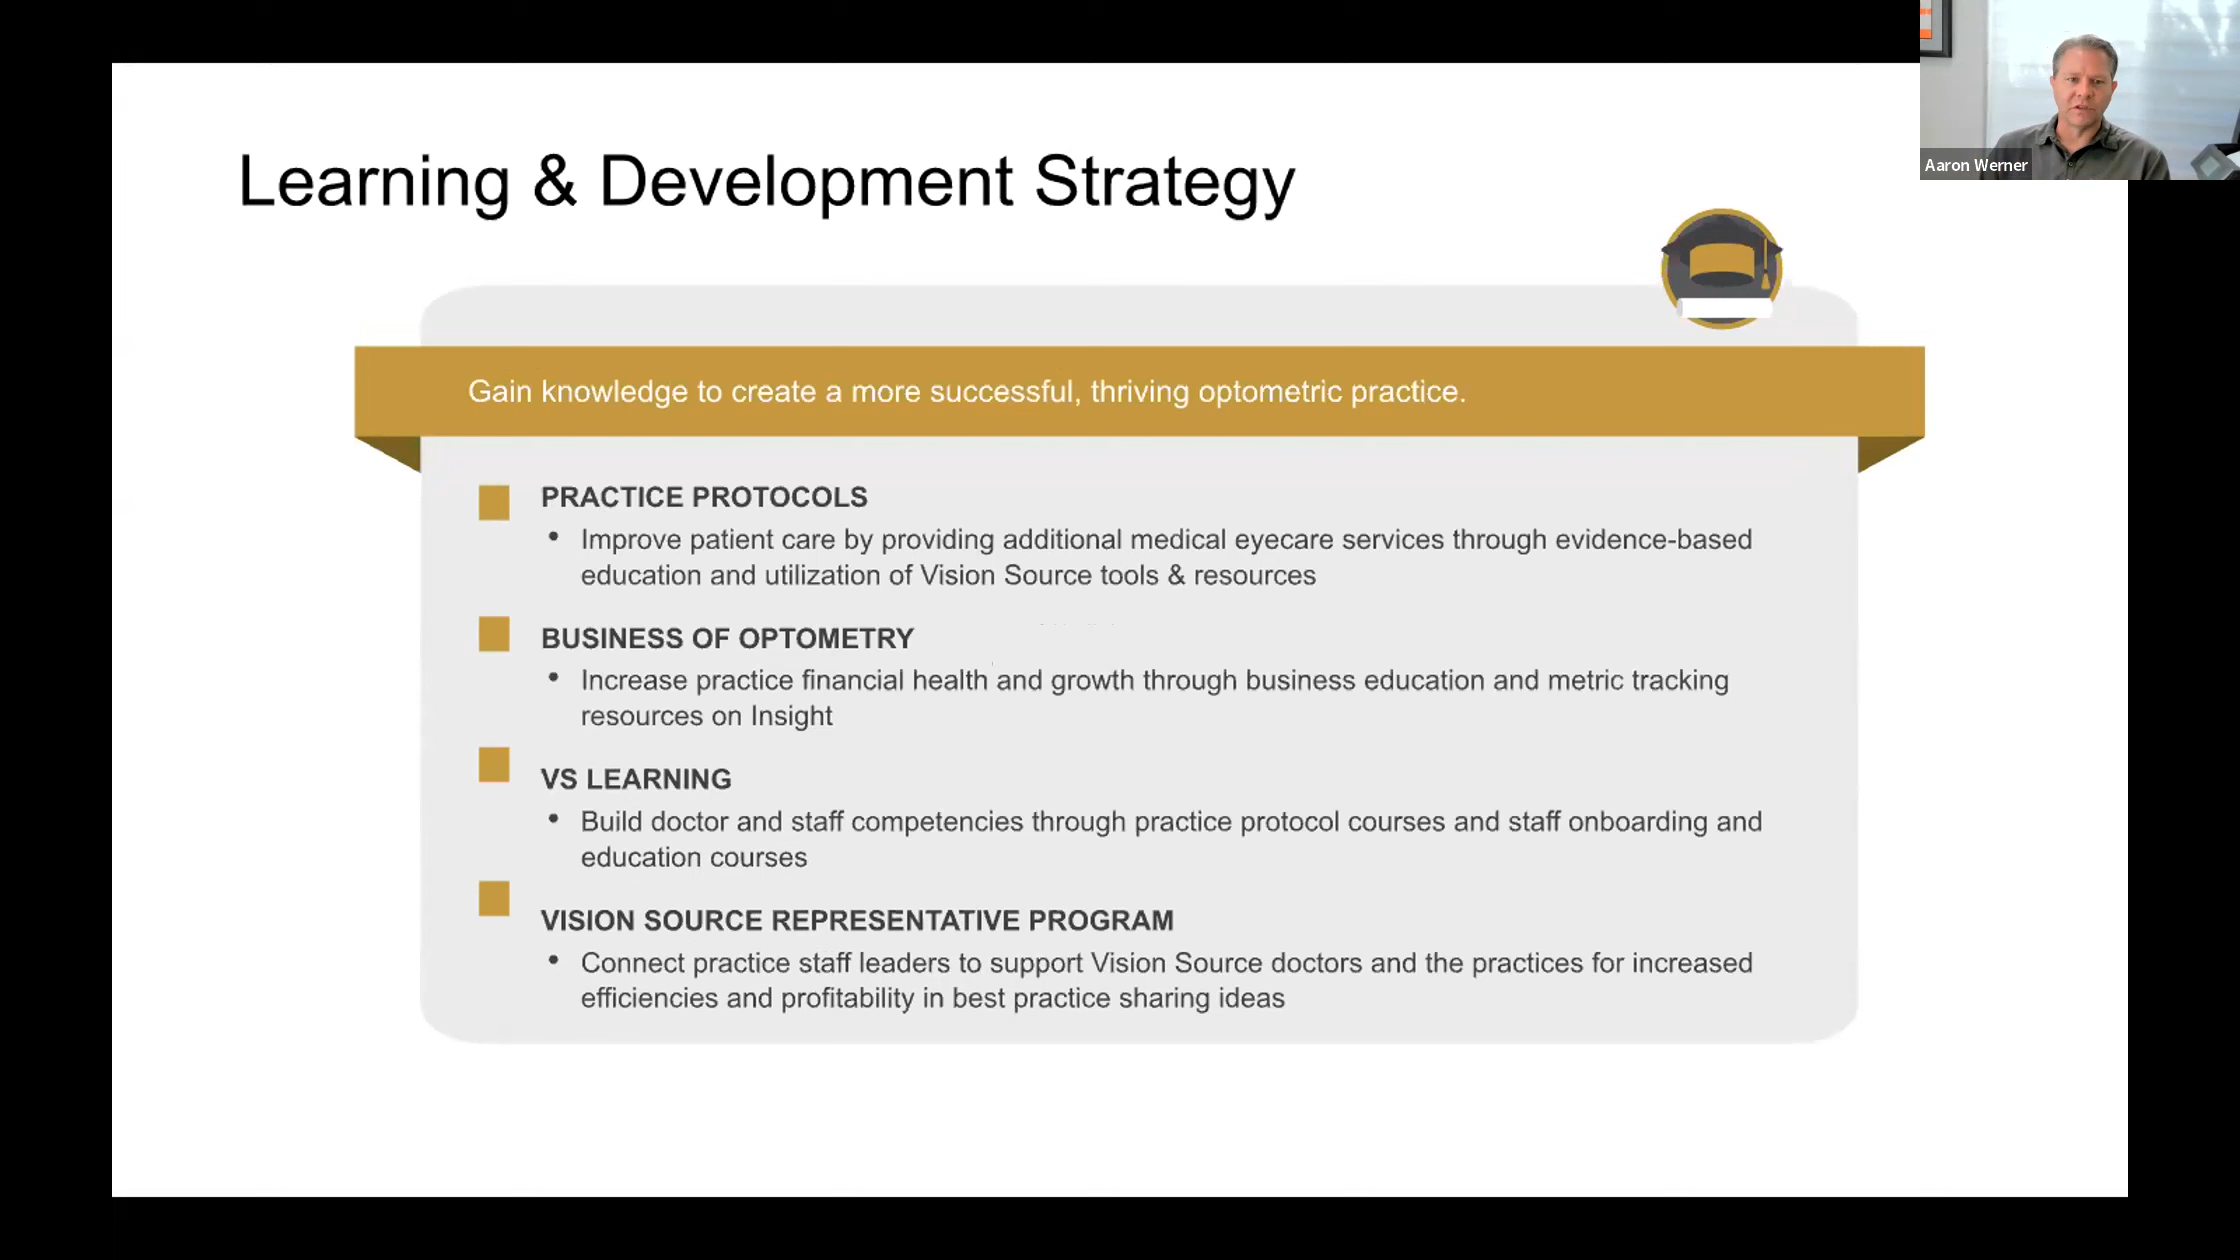 Learning & Development Strategy
Aaron Werner
Gain knowledge to create a more successful, thriving optometric practice.
PRACTICE PROTOCOLS
• Improve patient care by providing additional medical eyecare services through evidence-based
education and utilization of Vision Source tools & resources
BUSINESS OF OPTOMETRY
• Increase practice financial health and growth through business education and metric tracking
resources on Insight
VS LEARNING
• Build doctor and staff competencies through practice protocol courses and staff onboarding and
education courses
VISION SOURCE REPRESENTATIVE PROGRAM
• Connect practice staff leaders to support Vision Source doctors and the practices for increased
efficiencies and profitability in best practice sharing ideas